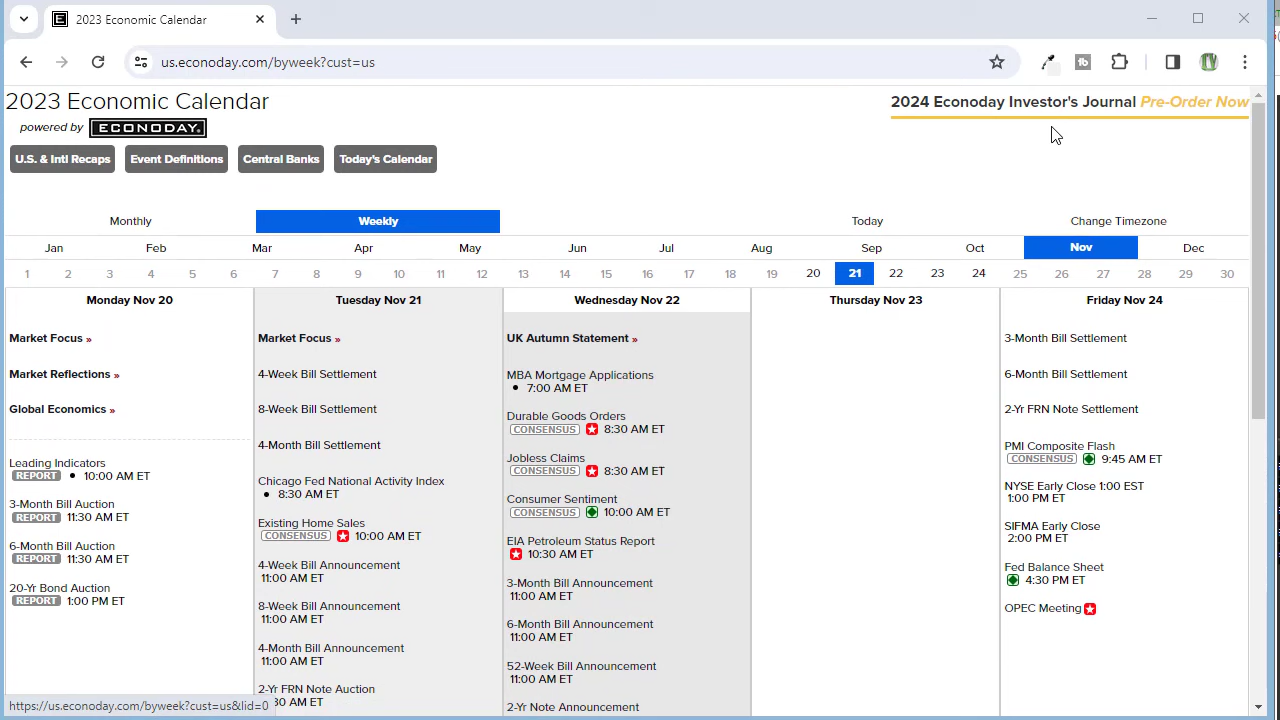 2023 Economic Calendar
us.econoday.com/byweek?cust=us
2023 Economic Calendar
2024 Econoday Investor's Journal Pre-Order Now
powered by ECONODAY
U.S. & Intl Recaps Event Definitions Central Banks Today's Calendar
Monthly Weekly Today Change Timezone
Jan Feb Mar Apr May Jun Jul Aug Sep Oct Nov Dec
1 2 3 4 5 6 7 8 9 10 11 12 13 14 15 16 17 18 19 20 21 22 23 24 25 26 27 28 29 30
Monday Nov 20
Market Focus »
Market Reflections »
Global Economics »
Leading Indicators
REPORT • 10:00 AM ET
3-Month Bill Auction
REPORT 11:30 AM ET
6-Month Bill Auction
REPORT 11:30 AM ET
20-Yr Bond Auction
REPORT 1:00 PM ET
Tuesday Nov 21
Market Focus »
4-Week Bill Settlement
8-Week Bill Settlement
4-Month Bill Settlement
Chicago Fed National Activity Index
• 8:30 AM ET
Existing Home Sales
CONSENSUS 10:00 AM ET
4-Week Bill Announcement
11:00 AM ET
8-Week Bill Announcement
11:00 AM ET
4-Month Bill Announcement
11:00 AM ET
2-Yr FRN Note Auction
30 AM ET
Wednesday Nov 22
UK Autumn Statement »
MBA Mortgage Applications
• 7:00 AM ET
Durable Goods Orders
CONSENSUS 8:30 AM ET
Jobless Claims
CONSENSUS 8:30 AM ET
Consumer Sentiment
CONSENSUS 10:00 AM ET
EIA Petroleum Status Report
10:30 AM ET
3-Month Bill Announcement
11:00 AM ET
6-Month Bill Announcement
11:00 AM ET
52-Week Bill Announcement
11:00 AM ET
2-Yr Note Announcement
Thursday Nov 23
Friday Nov 24
3-Month Bill Settlement
6-Month Bill Settlement
2-Yr FRN Note Settlement
PMI Composite Flash
CONSENSUS 9:45 AM ET
NYSE Early Close 1:00 EST
1:00 PM ET
SIFMA Early Close
2:00 PM ET
Fed Balance Sheet
4:30 PM ET
OPEC Meeting
https://us.econoday.com/byweek?cust=us&lid=0